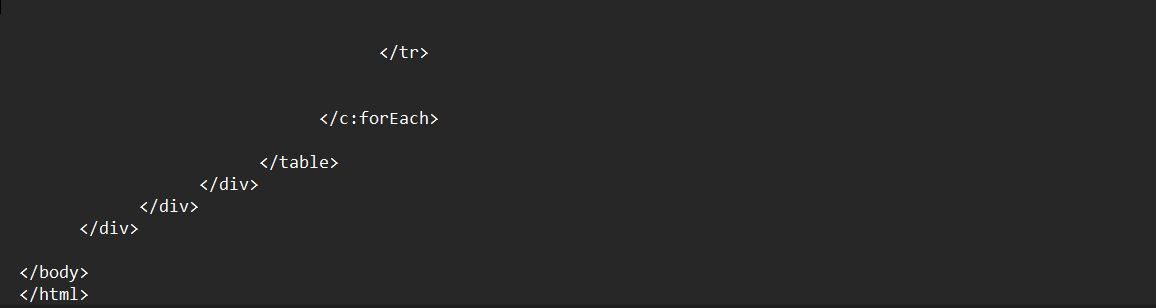 </tr>
</c:forEach>
</table>
</div>
</div>
</div>
</body>
</html>